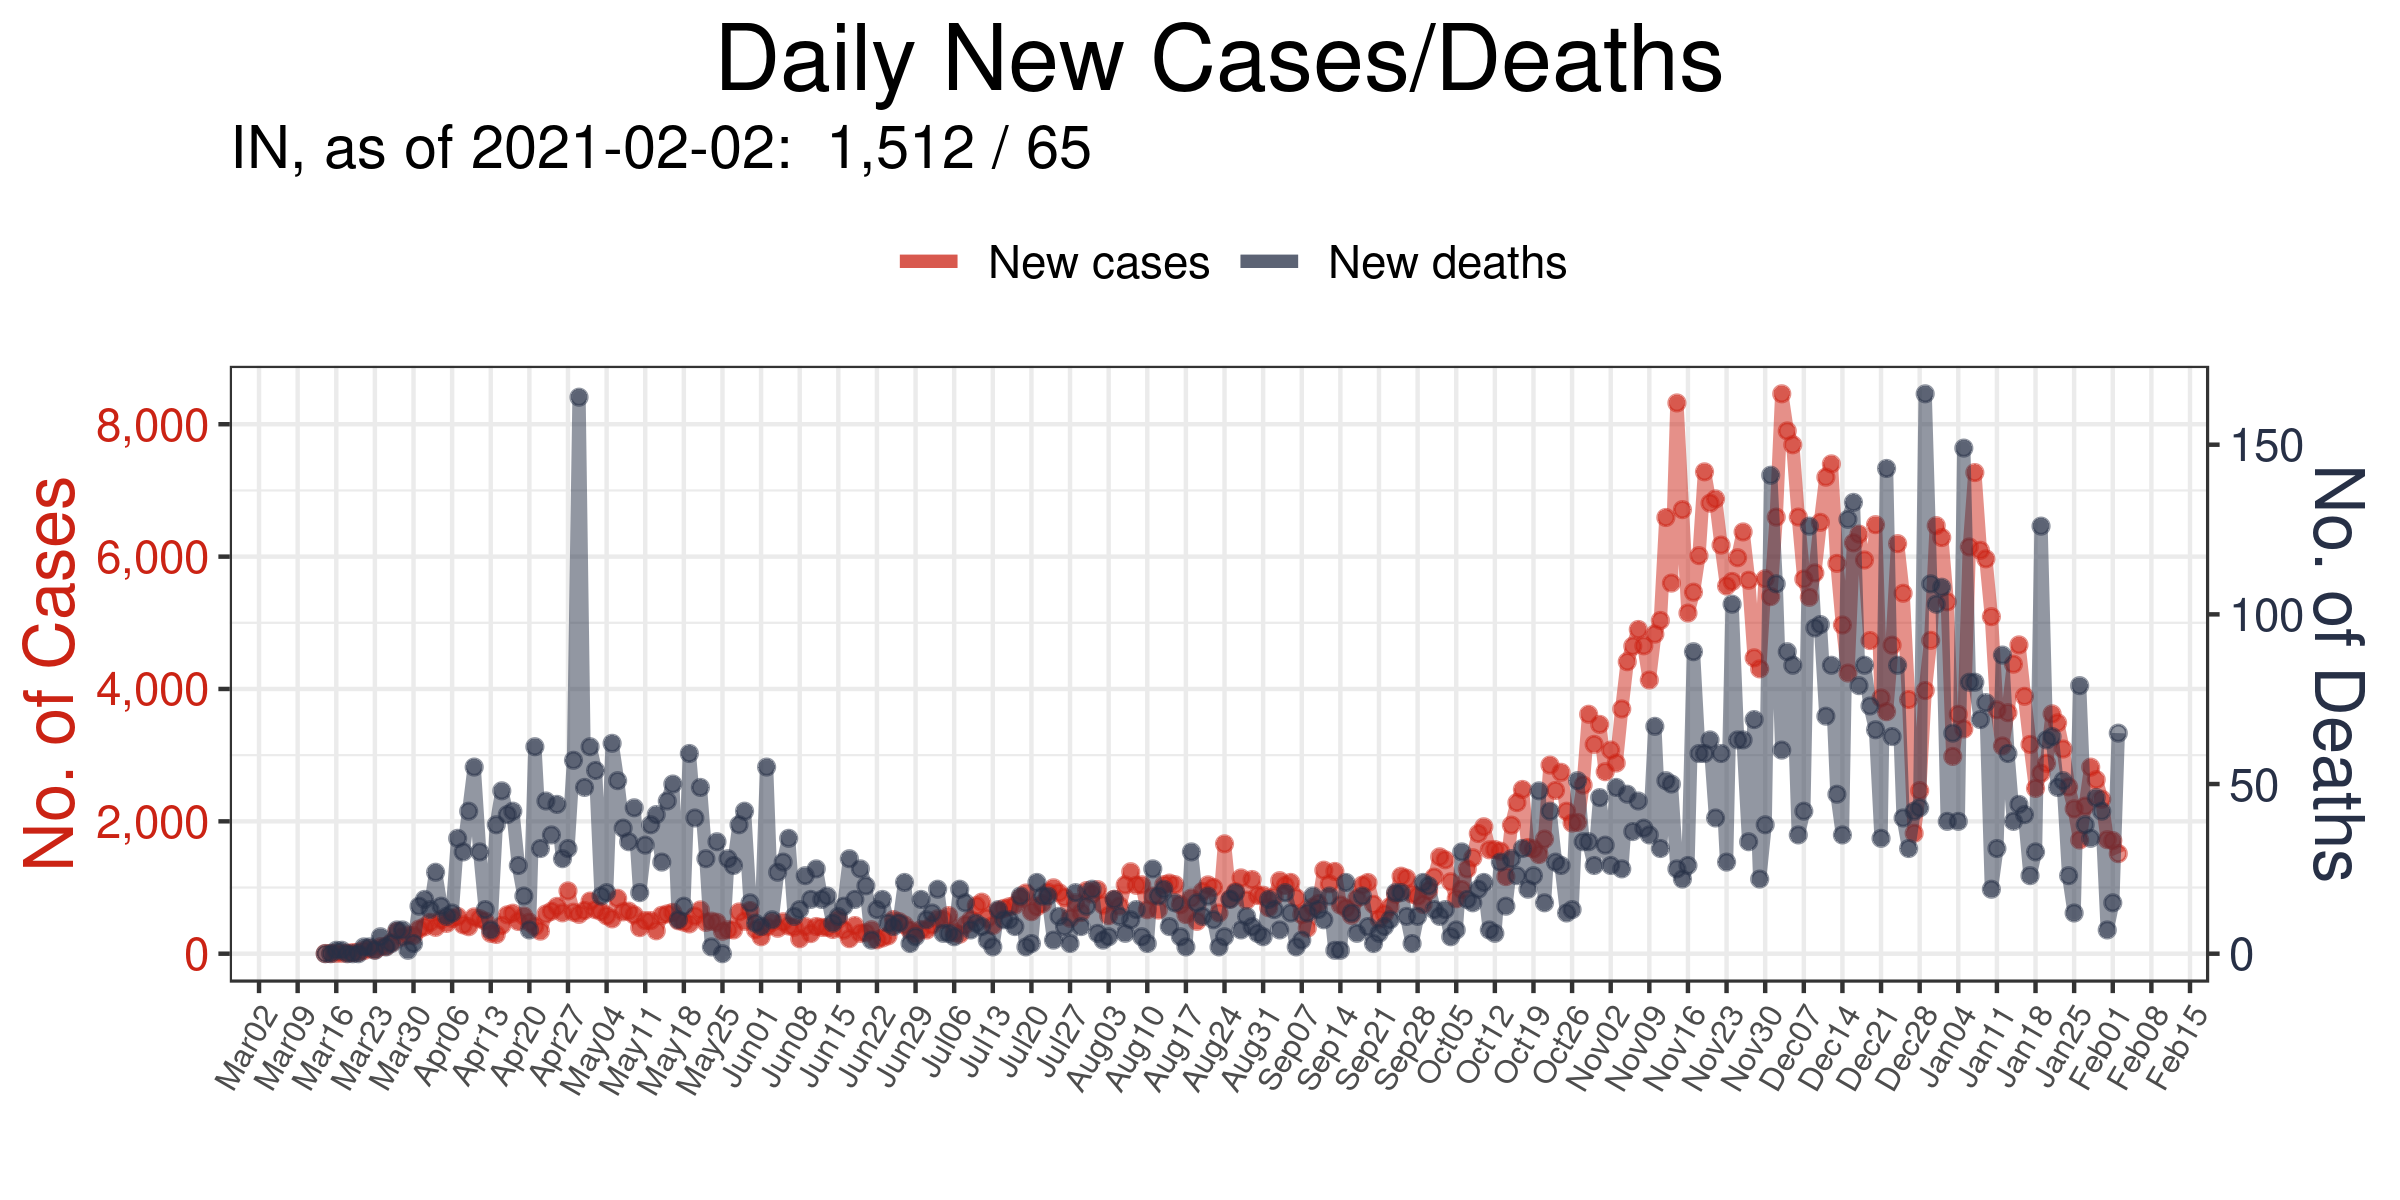 Daily New Cases/Deaths
IN, as of 2021-02-02:  1,512 / 65
New cases New deaths
No. of Cases
8,000
6,000
4,000
2,000
0
150
100
50
0
No. of Deaths
Mar02 Mar09 Mar16 Mar23 Mar30 Apr06 Apr13 Apr20 Apr27 May04 May11 May18 May25 Jun01 Jun08 Jun15 Jun22 Jun29 Jul06 Jul13 Jul20 Jul27 Aug03 Aug10 Aug17 Aug24 Aug31 Sep07 Sep14 Sep21 Sep28 Oct05 Oct12 Oct19 Oct26 Nov02 Nov09 Nov16 Nov23 Nov30 Dec07 Dec14 Dec21 Dec28 Jan04 Jan11 Jan18 Jan25 Feb01 Feb08 Feb15